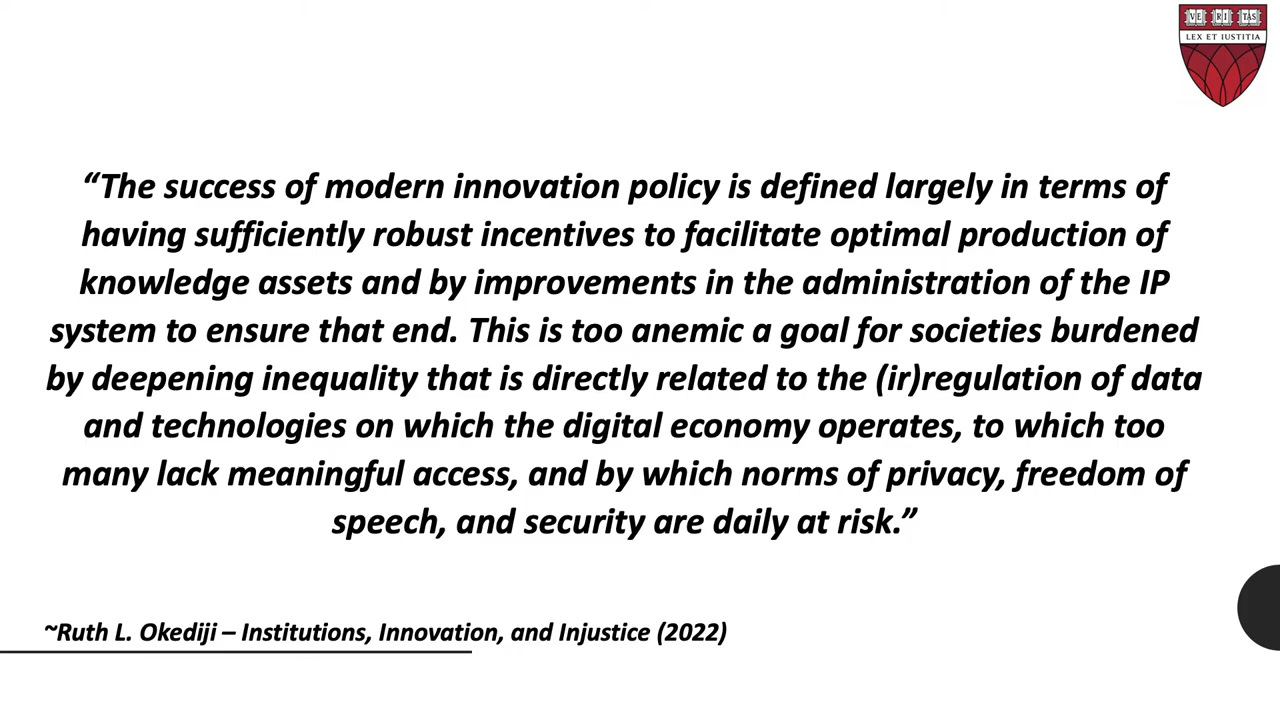 VE RI TAS
LEX ET IUSTITIA
“The success of modern innovation policy is defined largely in terms of
having sufficiently robust incentives to facilitate optimal production of
knowledge assets and by improvements in the administration of the IP
system to ensure that end. This is too anemic a goal for societies burdened
by deepening inequality that is directly related to the (ir)regulation of data
and technologies on which the digital economy operates, to which too
many lack meaningful access, and by which norms of privacy, freedom of
speech, and security are daily at risk.”
~Ruth L. Okediji – Institutions, Innovation, and Injustice (2022)